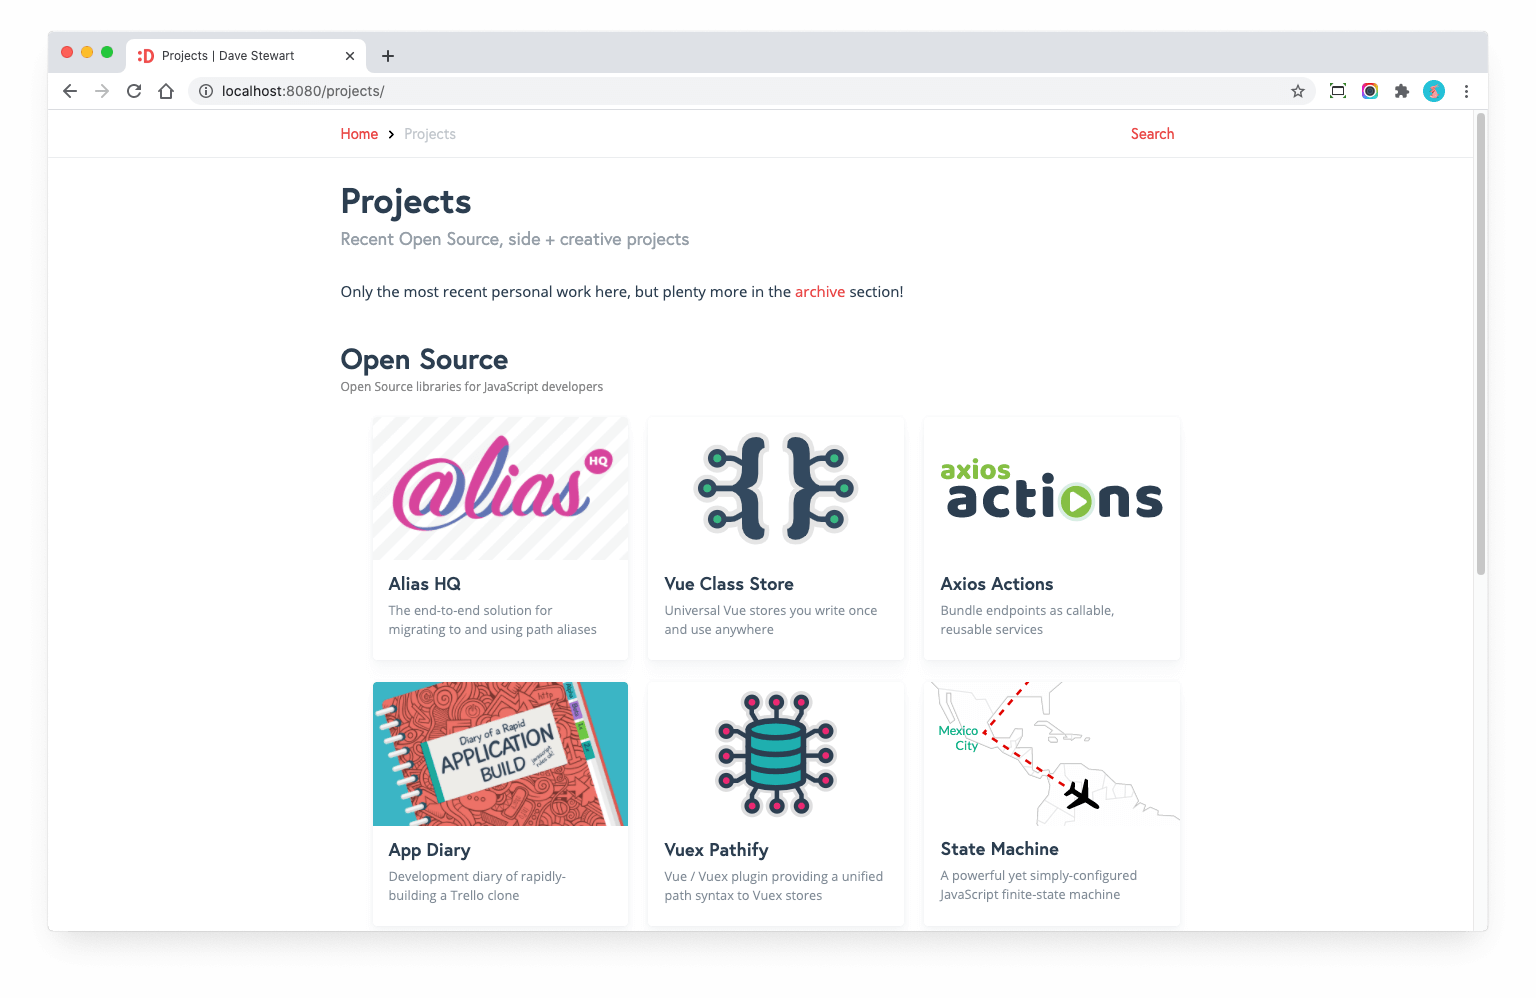 :D Projects | Dave Stewart
localhost:8080/projects/
Home > Projects Search
Projects
Recent Open Source, side + creative projects
Only the most recent personal work here, but plenty more in the archive section!
Open Source
Open Source libraries for JavaScript developers
@lias HQ
Alias HQ
The end-to-end solution for
migrating to and using path aliases
{ }
Vue Class Store
Universal Vue stores you write once
and use anywhere
axios
actions
Axios Actions
Bundle endpoints as callable,
reusable services
http
Diary of a Rapid
APPLICATION
BUILD
App Diary
Development diary of rapidly-
building a Trello clone
Vuex Pathify
Vue / Vuex plugin providing a unified
path syntax to Vuex stores
Mexico
City
State Machine
A powerful yet simply-configured
JavaScript finite-state machine